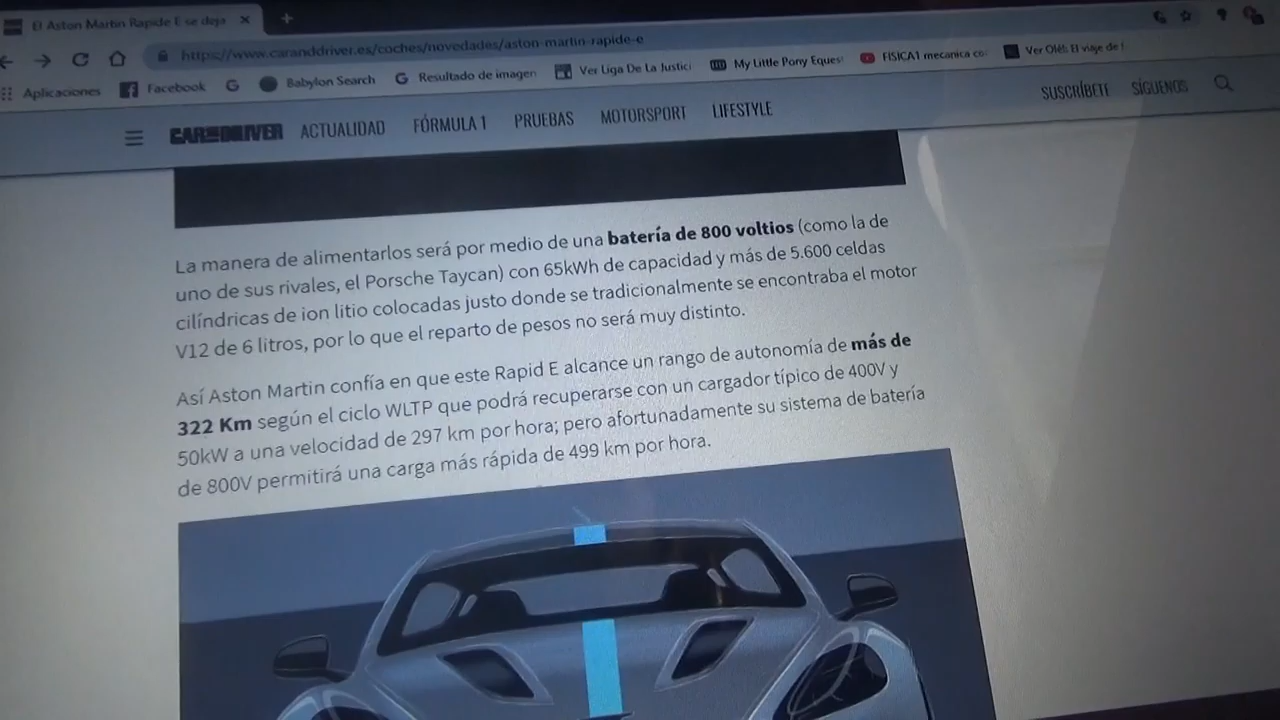 El Aston Martin Rapide E se deja
https://www.caranddriver.es/coches/novedades/aston-martin-rapide-e
Aplicaciones Facebook Babylon Search Resultado de imagen Ver Liga De La Justici My Little Pony Eques FISICA1 mecanica co Ver Olés El viaje de
CAR AND DRIVER ACTUALIDAD FÓRMULA 1 PRUEBAS MOTORSPORT LIFESTYLE SUSCRÍBETE SÍGUENOS
La manera de alimentarlos será por medio de una batería de 800 voltios (como la de
uno de sus rivales, el Porsche Taycan) con 65kWh de capacidad y más de 5.600 celdas
cilíndricas de ion litio colocadas justo donde se tradicionalmente se encontraba el motor
V12 de 6 litros, por lo que el reparto de pesos no será muy distinto.
Así Aston Martin confía en que este Rapid E alcance un rango de autonomía de más de
322 Km según el ciclo WLTP que podrá recuperarse con un cargador típico de 400V y
50kW a una velocidad de 297 km por hora; pero afortunadamente su sistema de batería
de 800V permitirá una carga más rápida de 499 km por hora.